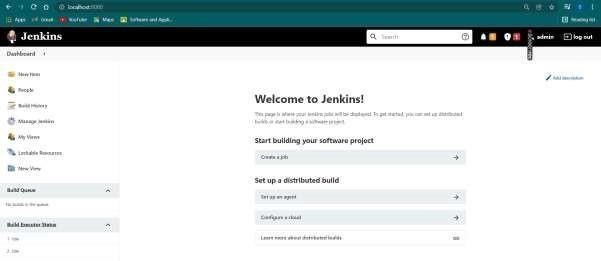 localhost:8080
Apps
Gmail
YouTube
Maps
Software and Appli...
Reading list
Jenkins
Search
admin
log out
Dashboard
New Item
People
Build History
Manage Jenkins
My Views
Lockable Resources
New View
Build Queue
No builds in the queue.
Build Executor Status
1 Idle
2 Idle
Add description
Welcome to Jenkins!
This page is where your Jenkins jobs will be displayed. To get started, you can set up distributed
builds or start building a software project.
Start building your software project
Create a job
Set up a distributed build
Set up an agent
Configure a cloud
Learn more about distributed builds